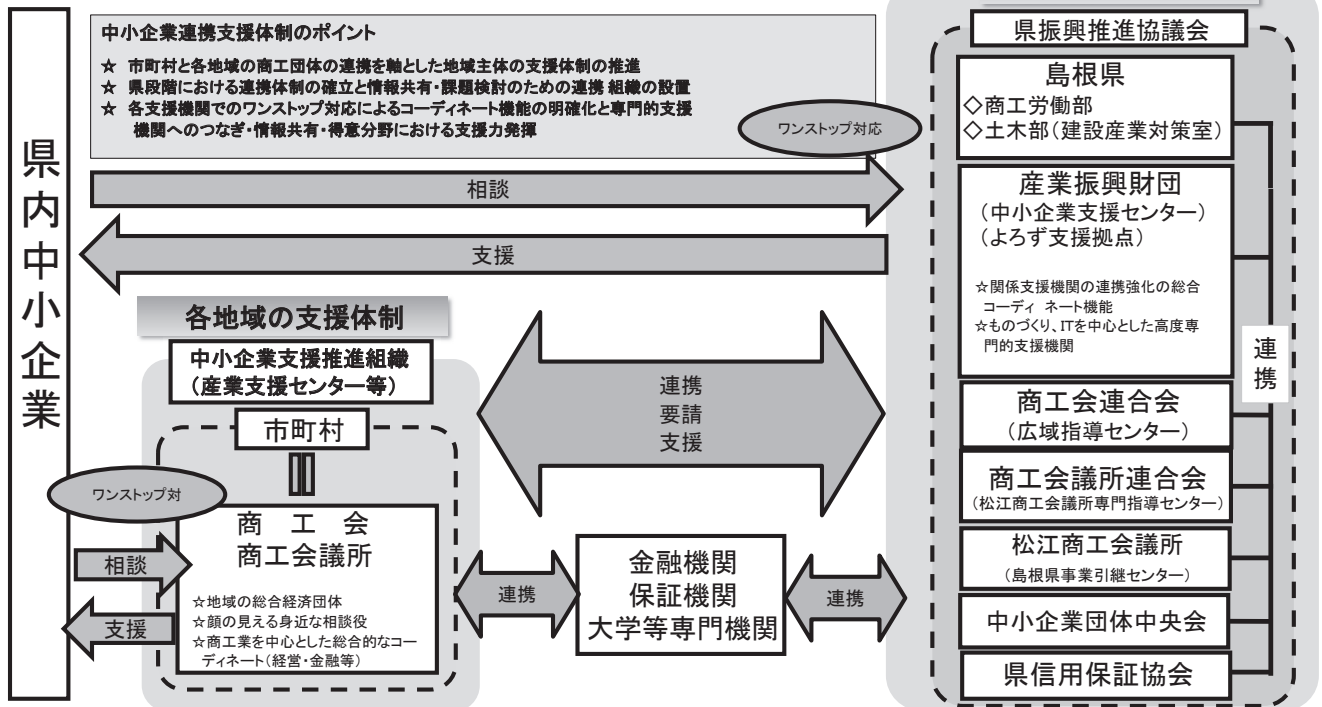 中小企業連携支援体制のポイント
☆ 市町村と各地域の商工団体の連携を軸とした地域主体の支援体制の推進
☆ 県段階における連携体制の確立と情報共有・課題検討のための連携 組織の設置
☆ 各支援機関でのワンストップ対応によるコーディネート機能の明確化と専門的支援
機関へのつなぎ・情報共有・得意分野における支援力発揮
ワンストップ対応
県内中小企業
相談
支援
各地域の支援体制
中小企業支援推進組織
(産業支援センター等)
市町村
ワンストップ対
商 工 会
商工会議所
☆地域の総合経済団体
☆顔の見える身近な相談役
☆商工業を中心とした総合的なコー
ディネート(経営・金融等)
相談
支援
連携
要請
支援
連携
金融機関
保証機関
大学等専門機関
連携
県振興推進協議会
島根県
◇商工労働部
◇土木部(建設産業対策室)
産業振興財団
(中小企業支援センター)
(よろず支援拠点)
☆関係支援機関の連携強化の総合
コーディ ネート機能
☆ものづくり、ITを中心とした高度専
門的支援機関
商工会連合会
(広域指導センター)
商工会議所連合会
(松江商工会議所専門指導センター)
松江商工会議所
(島根県事業引継センター)
中小企業団体中央会
県信用保証協会
連携